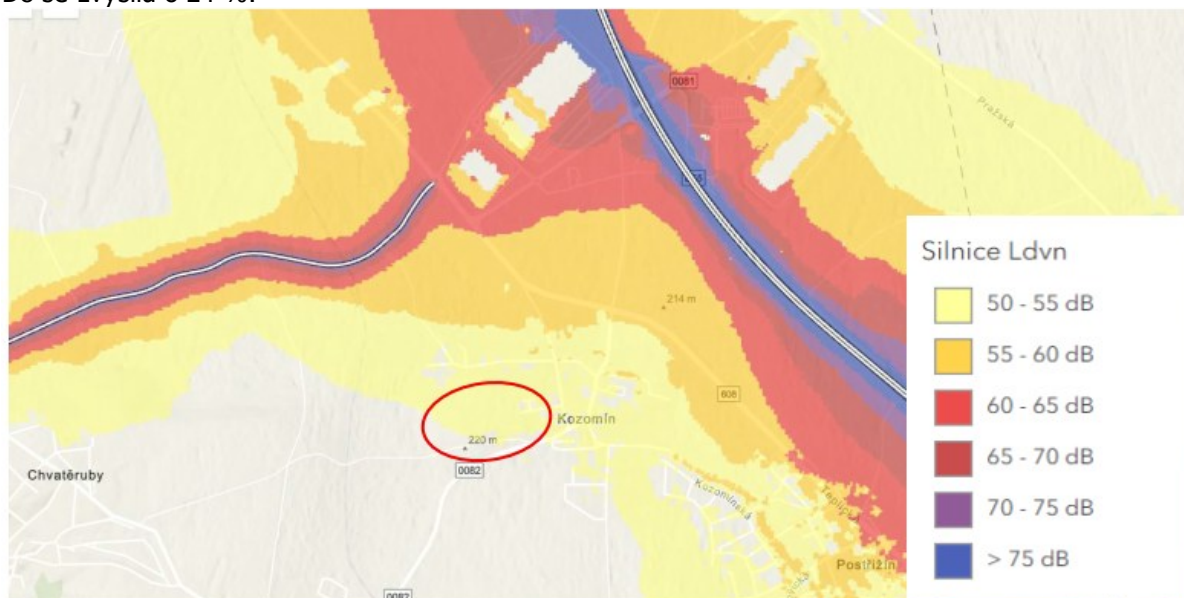 0081
Pražská
Silnice Ldvn
50 - 55 dB
55 - 60 dB
60 - 65 dB
65 - 70 dB
70 - 75 dB
> 75 dB
214 m
608
Kozomín
220 m
0082
Chvatěruby
Kozomínská
Postřižín
0082